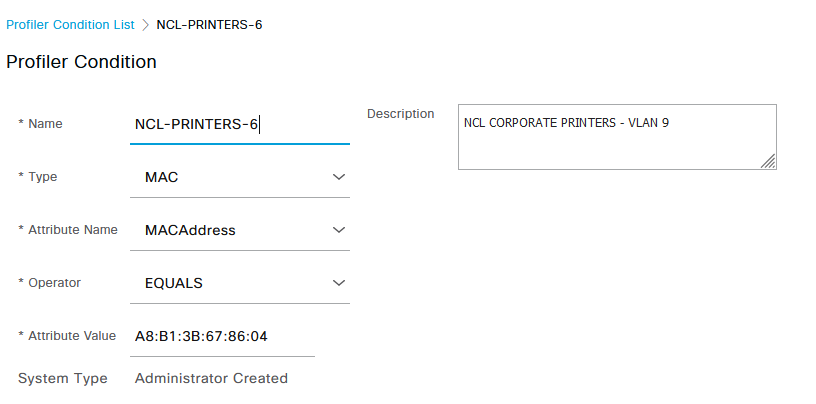 Profiler Condition List > NCL-PRINTERS-6
Profiler Condition
* Name NCL-PRINTERS-6
Description NCL CORPORATE PRINTERS - VLAN 9
* Type MAC
* Attribute Name MACAddress
* Operator EQUALS
* Attribute Value A8:B1:3B:67:86:04
System Type Administrator Created